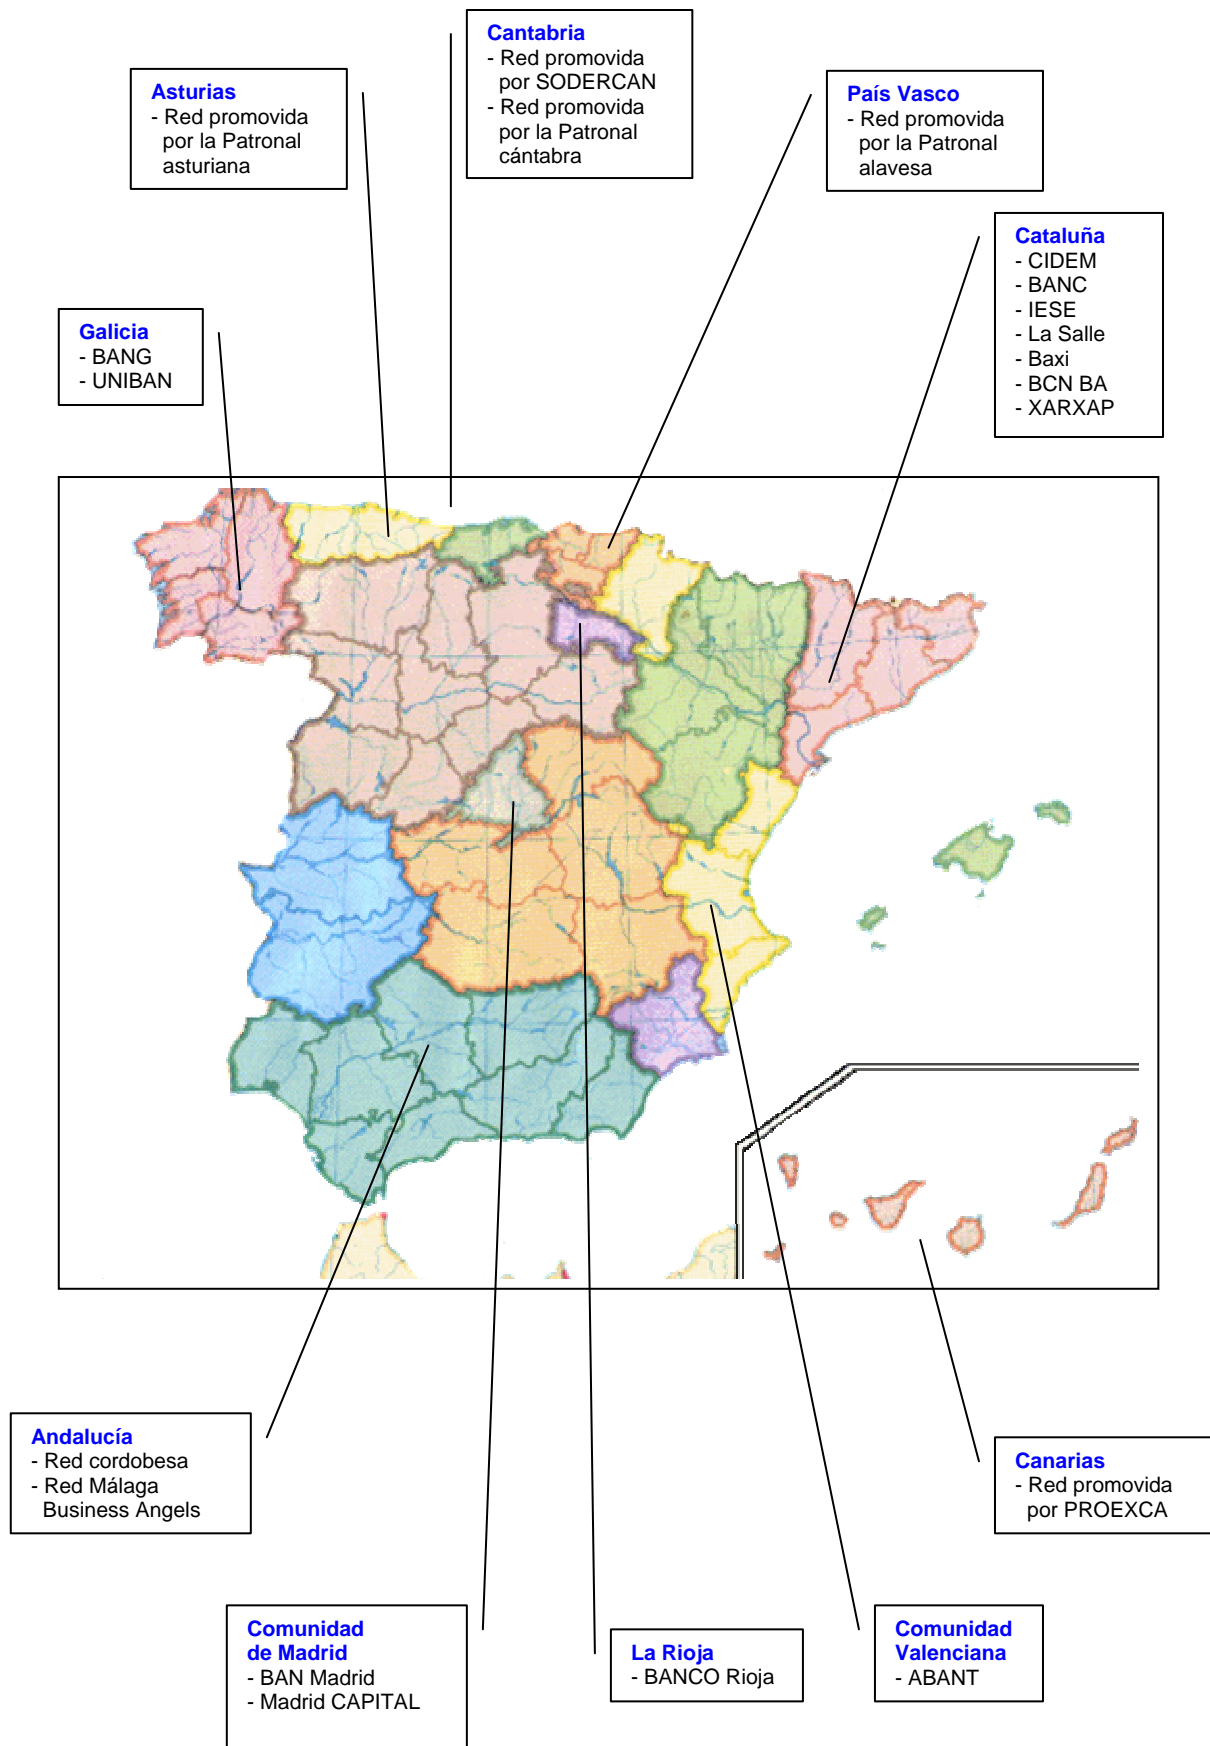 Cantabria
- Red promovida
por SODERCAN
- Red promovida
por la Patronal
cántabra
Asturias
- Red promovida
por la Patronal
asturiana
País Vasco
- Red promovida
por la Patronal
alavesa
Cataluña
- CIDEM
- BANC
- IESE
- La Salle
- Baxi
- BCN BA
- XARXAP
Galicia
- BANG
- UNIBAN
Andalucía
- Red cordobesa
- Red Málaga
Business Angels
Canarias
- Red promovida
por PROEXCA
Comunidad
de Madrid
- BAN Madrid
- Madrid CAPITAL
La Rioja
- BANCO Rioja
Comunidad
Valenciana
- ABANT